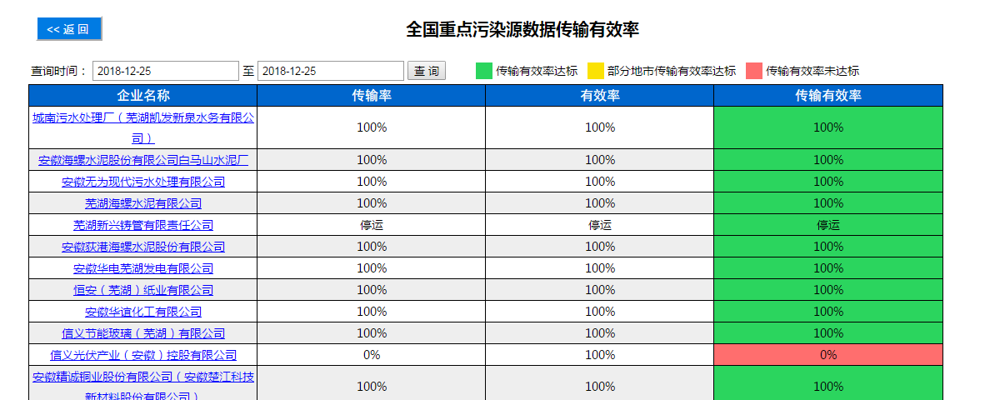 << 返 回
全国重点污染源数据传输有效率
查询时间： 2018-12-25 至 2018-12-25 查 询 传输有效率达标 部分地市传输有效率达标 传输有效率未达标
企业名称 传输率 有效率 传输有效率
城南污水处理厂（芜湖凯发新泉水务有限公
司） 100% 100% 100%
安徽海螺水泥股份有限公司白马山水泥厂 100% 100% 100%
安徽无为现代污水处理有限公司 100% 100% 100%
芜湖海螺水泥有限公司 100% 100% 100%
芜湖新兴铸管有限责任公司 停运 停运 停运
安徽荻港海螺水泥股份有限公司 100% 100% 100%
安徽华电芜湖发电有限公司 100% 100% 100%
恒安（芜湖）纸业有限公司 100% 100% 100%
安徽华谊化工有限公司 100% 100% 100%
信义节能玻璃（芜湖）有限公司 100% 100% 100%
信义光伏产业（安徽）控股有限公司 0% 100% 0%
安徽精诚铜业股份有限公司（安徽楚江科技
新材料股份有限公司） 100% 100% 100%